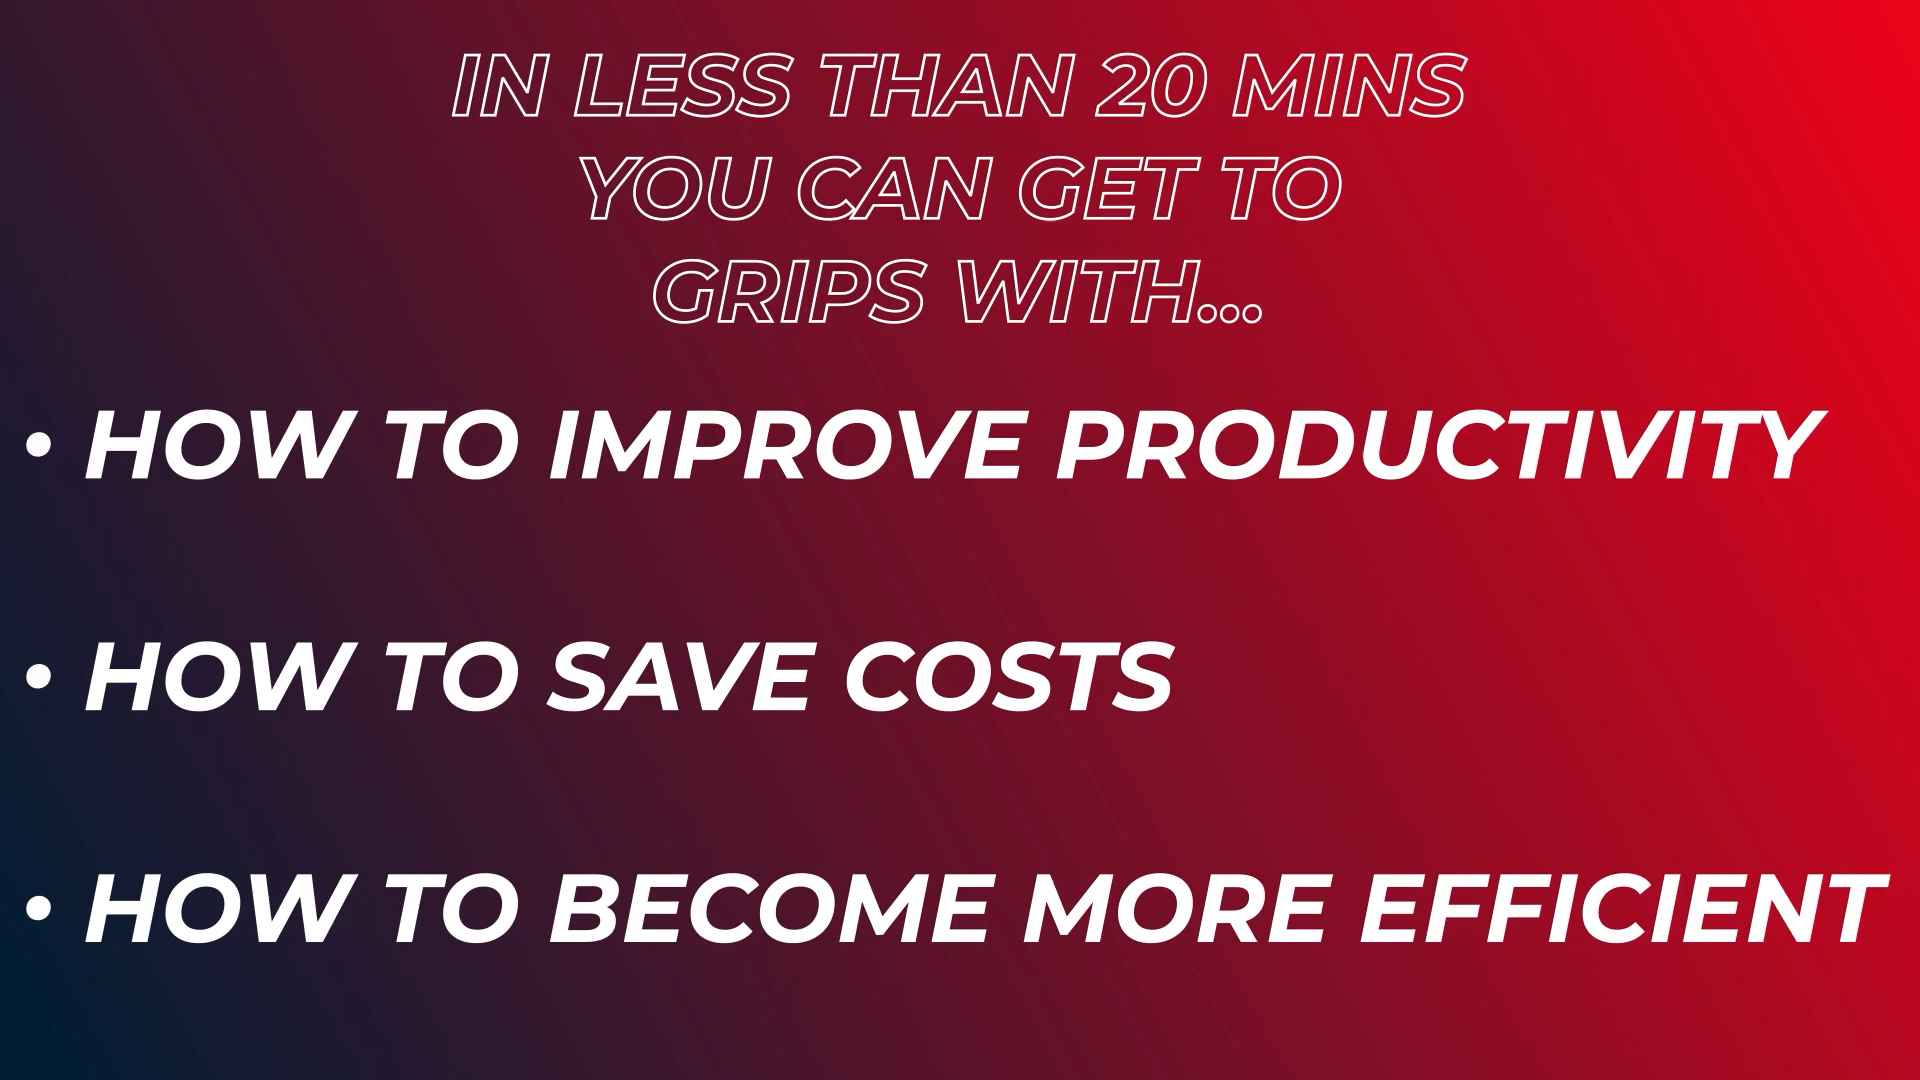 IN LESS THAN 20 MINS
YOU CAN GET TO
GRIPS WITH...
• HOW TO IMPROVE PRODUCTIVITY
• HOW TO SAVE COSTS
• HOW TO BECOME MORE EFFICIENT